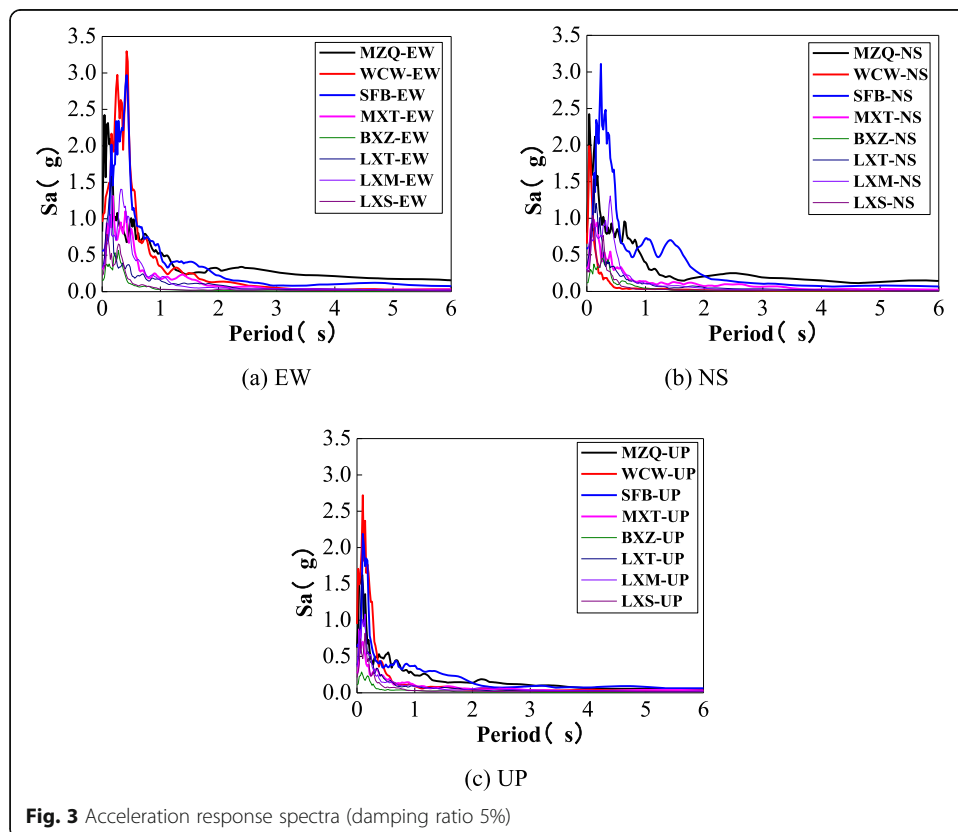 3.5
3.0
2.5
2.0
1.5
1.0
0.5
0.0
Sa( g)
0 1 2 3 4 5 6
Period( s)
MZQ-EW
WCW-EW
SFB-EW
MXT-EW
BXZ-EW
LXT-EW
LXM-EW
LXS-EW
(a) EW
3.5
3.0
2.5
2.0
1.5
1.0
0.5
0.0
Sa( g)
0 1 2 3 4 5 6
Period( s)
MZQ-NS
WCW-NS
SFB-NS
MXT-NS
BXZ-NS
LXT-NS
LXM-NS
LXS-NS
(b) NS
3.5
3.0
2.5
2.0
1.5
1.0
0.5
0.0
Sa( g)
0 1 2 3 4 5 6
Period( s)
MZQ-UP
WCW-UP
SFB-UP
MXT-UP
BXZ-UP
LXT-UP
LXM-UP
LXS-UP
(c) UP
Fig. 3 Acceleration response spectra (damping ratio 5%)